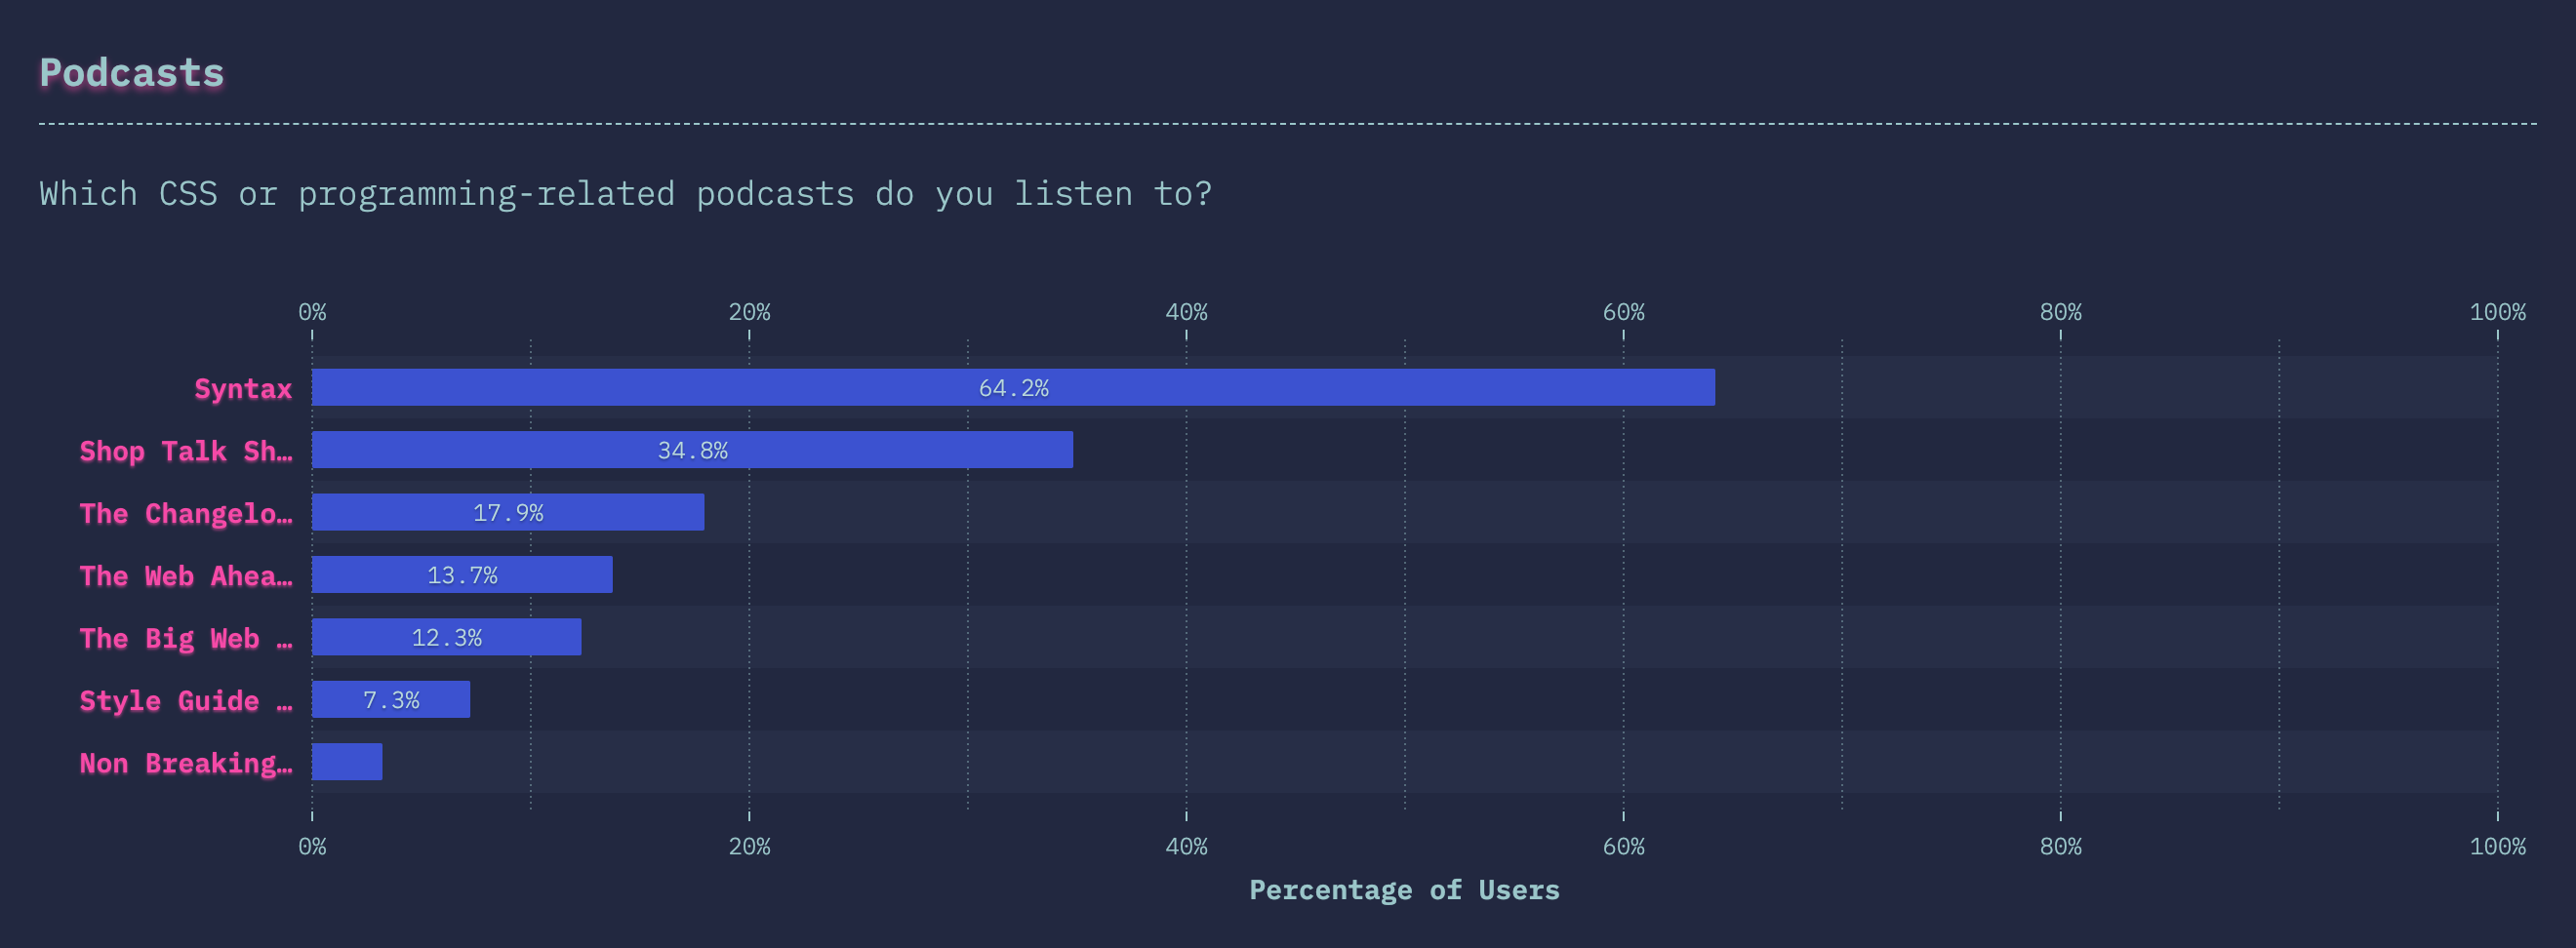 Podcasts
Which CSS or programming-related podcasts do you listen to?
0% 20% 40% 60% 80% 100%
Syntax 64.2%
Shop Talk Sh… 34.8%
The Changelo… 17.9%
The Web Ahea… 13.7%
The Big Web … 12.3%
Style Guide … 7.3%
Non Breaking…
0% 20% 40% 60% 80% 100%
Percentage of Users